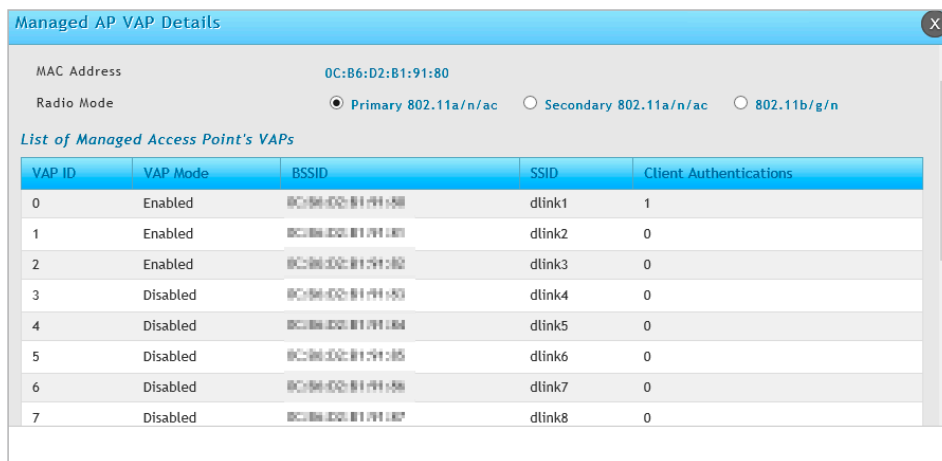 Managed AP VAP Details
X
MAC Address 0C:B6:D2:B1:91:80
Radio Mode Primary 802.11a/n/ac Secondary 802.11a/n/ac 802.11b/g/n
List of Managed Access Point's VAPs
VAP ID VAP Mode BSSID SSID Client Authentications
0 Enabled dlink1 1
1 Enabled dlink2 0
2 Enabled dlink3 0
3 Disabled dlink4 0
4 Disabled dlink5 0
5 Disabled dlink6 0
6 Disabled dlink7 0
7 Disabled dlink8 0